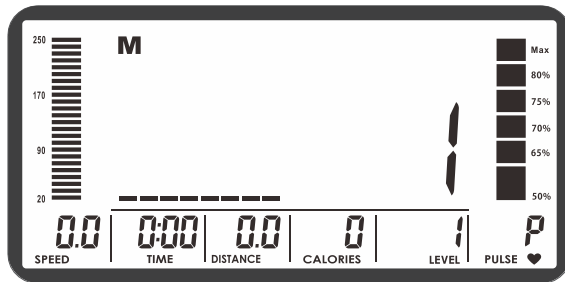 250
M
Max
80%
170
75%
1
70%
90
65%
20
50%
0.0 0:00 0.0 0 1 P
SPEED TIME DISTANCE CALORIES LEVEL PULSE